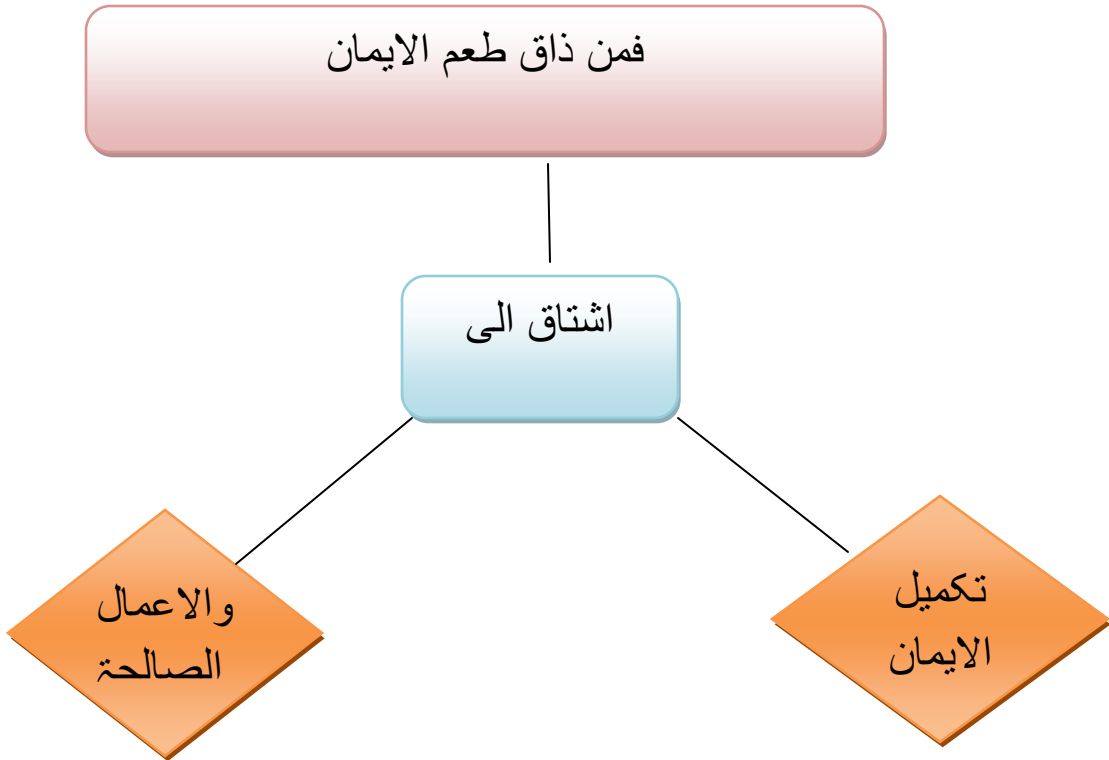 فمن ذاق طعم الايمان
اشتاق الى
تكميل
الايمان
والاعمال
الصالحة